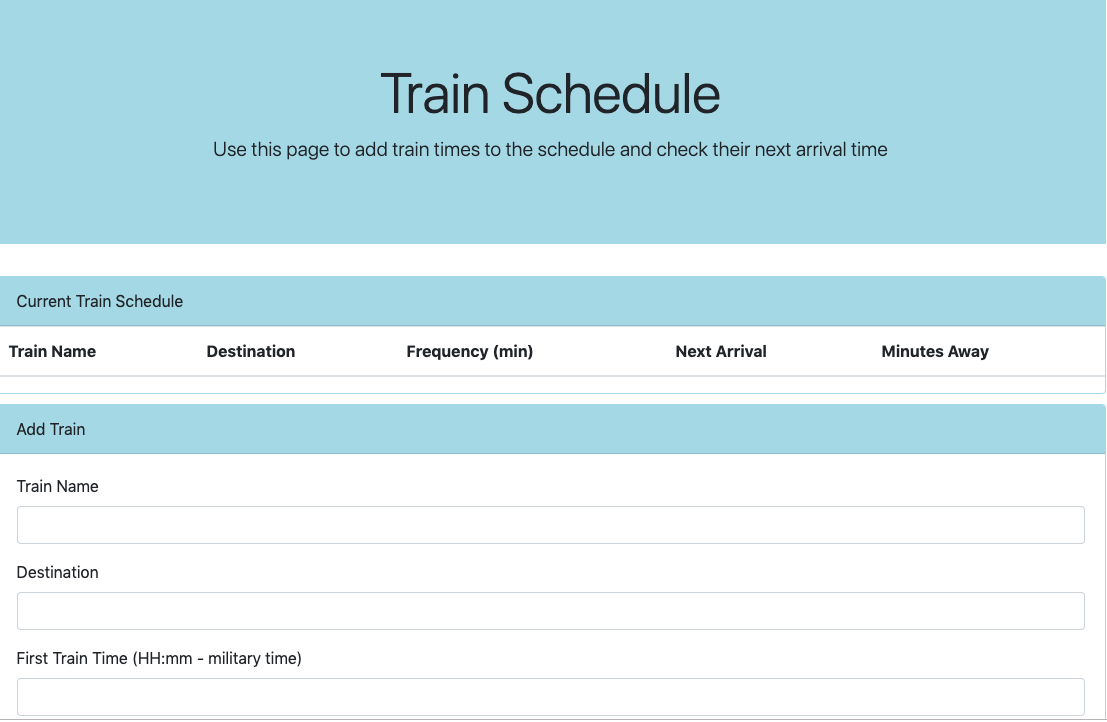 Train Schedule
Use this page to add train times to the schedule and check their next arrival time
Current Train Schedule
Train Name Destination Frequency (min) Next Arrival Minutes Away
Add Train
Train Name
Destination
First Train Time (HH:mm - military time)